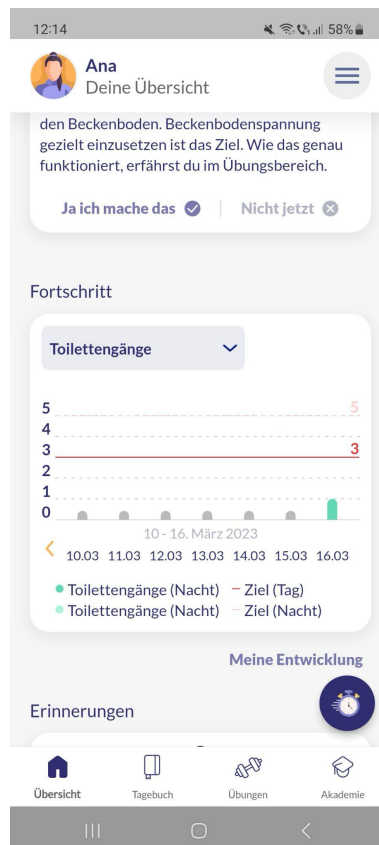 12:14
58%
Ana
Deine Übersicht
den Beckenboden. Beckenbodenspannung
gezielt einzusetzen ist das Ziel. Wie das genau
funktioniert, erfährst du im Übungsbereich.
Ja ich mache das
Nicht jetzt
Fortschritt
Toilettengänge
5 5
4
3 3
2
1
0
10 - 16. März 2023
10.03 11.03 12.03 13.03 14.03 15.03 16.03
Toilettengänge (Nacht) Ziel (Tag)
Toilettengänge (Nacht) Ziel (Nacht)
Meine Entwicklung
Erinnerungen
Übersicht Tagebuch Übungen Akademie